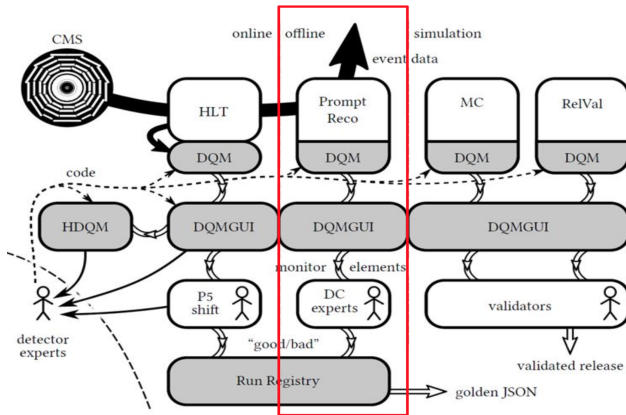 online offline simulation
CMS
event data
HLT
Prompt
Reco
MC
RelVal
DQM
DQM
DQM
DQM
code
HDQM
DQMGUI
DQMGUI
DQMGUI
monitor elements
P5
shift
DC
experts
validators
detector
experts
"good/bad"
validated release
Run Registry
golden JSON